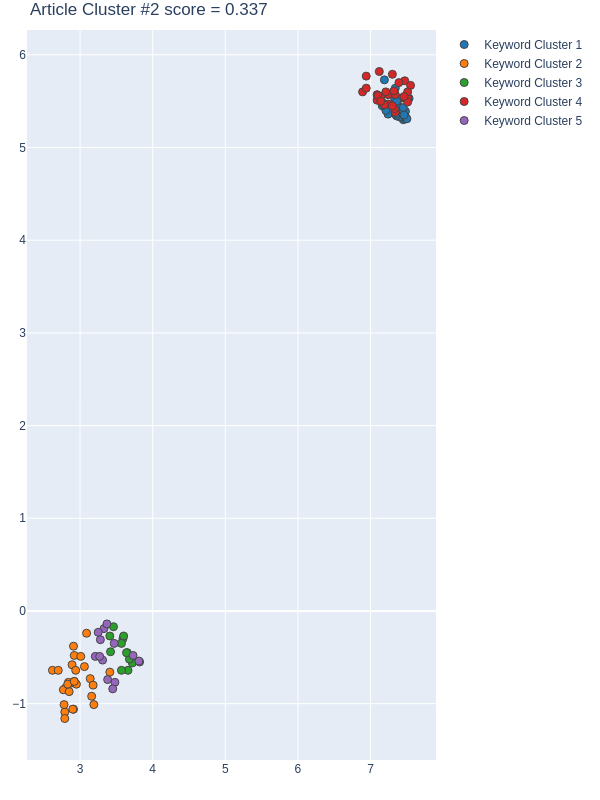 Article Cluster #2 score = 0.337
Keyword Cluster 1
Keyword Cluster 2
Keyword Cluster 3
Keyword Cluster 4
Keyword Cluster 5
6
5
4
3
2
1
0
−1
3 4 5 6 7